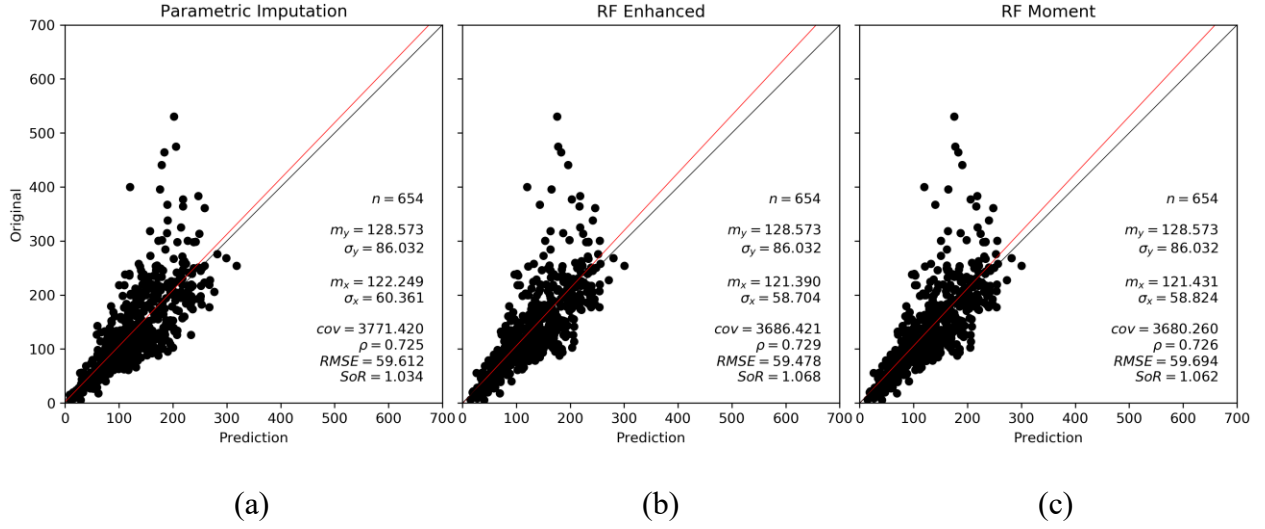 Parametric Imputation
700
600
500
400
300
200
100
0
Original
n = 654
m_y = 128.573
σ_y = 86.032
m_x = 122.249
σ_x = 60.361
cov = 3771.420
ρ = 0.725
RMSE = 59.612
SoR = 1.034
0 100 200 300 400 500 600 700
Prediction
(a)
RF Enhanced
n = 654
m_y = 128.573
σ_y = 86.032
m_x = 121.390
σ_x = 58.704
cov = 3686.421
ρ = 0.729
RMSE = 59.478
SoR = 1.068
0 100 200 300 400 500 600 700
Prediction
(b)
RF Moment
n = 654
m_y = 128.573
σ_y = 86.032
m_x = 121.431
σ_x = 58.824
cov = 3680.260
ρ = 0.726
RMSE = 59.694
SoR = 1.062
0 100 200 300 400 500 600 700
Prediction
(c)